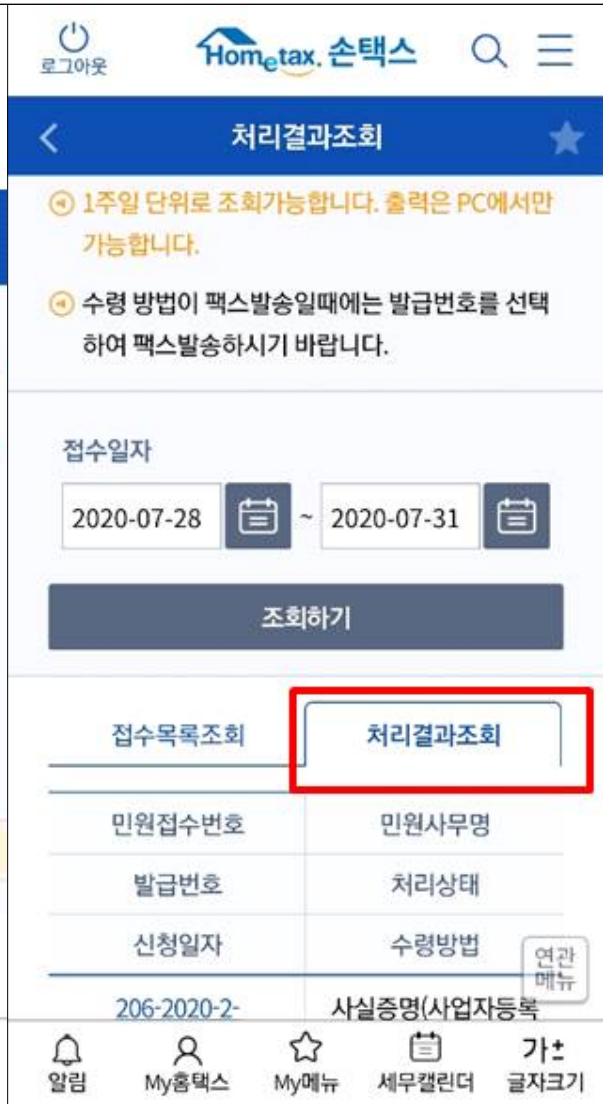 로그아웃
Hometax. 손택스
처리결과조회
1주일 단위로 조회가능합니다. 출력은 PC에서만
가능합니다.
수령 방법이 팩스발송일때에는 발급번호를 선택
하여 팩스발송하시기 바랍니다.
접수일자
2020-07-28 ~ 2020-07-31
조회하기
접수목록조회 처리결과조회
민원접수번호 민원사무명
발급번호 처리상태
신청일자 수령방법
연관
메뉴
206-2020-2- 사실증명(사업자등록
알림 My홈택스 My메뉴 세무캘린더 가± 글자크기